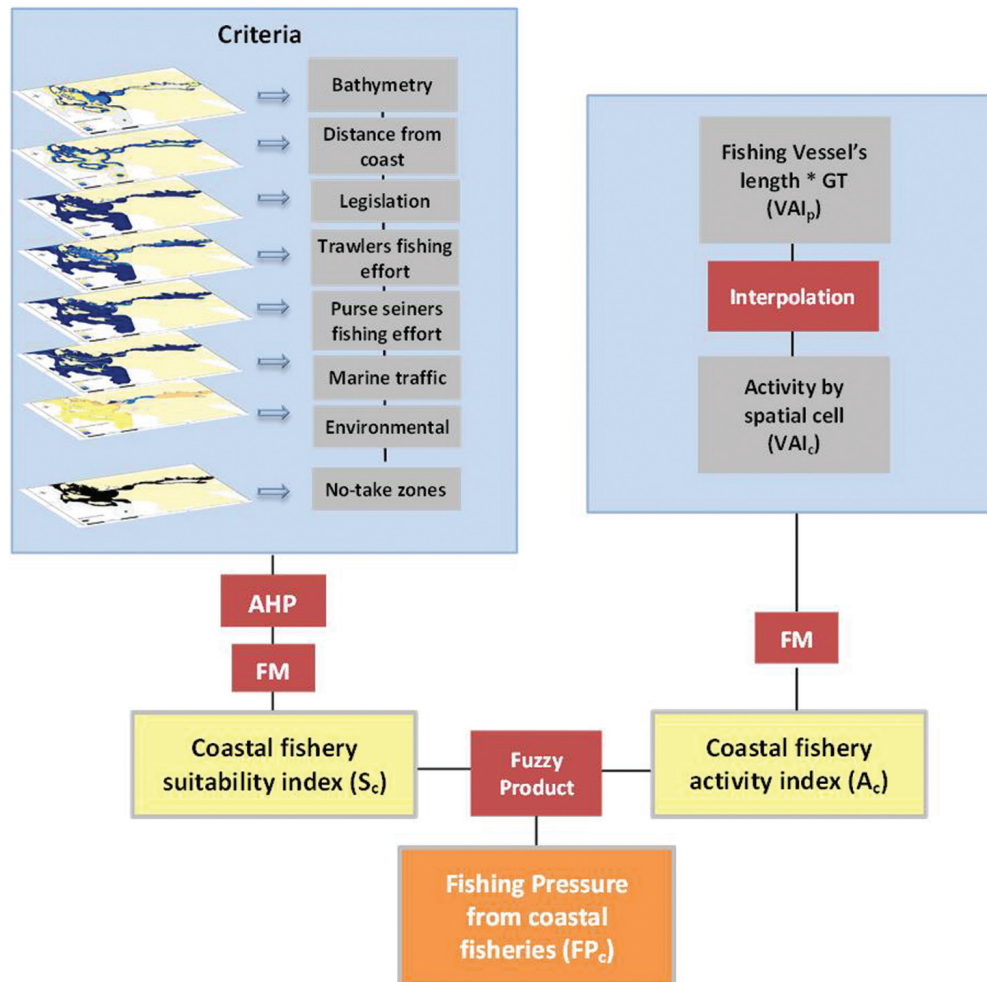 Criteria
Bathymetry
Distance from
coast
Legislation
Trawlers fishing
effort
Purse seiners
fishing effort
Marine traffic
Environmental
No-take zones
AHP
FM
Coastal fishery
suitability index (Sc)
Fishing Vessel’s
length * GT
(VAIp)
Interpolation
Activity by
spatial cell
(VAIc)
FM
Coastal fishery
activity index (Ac)
Fuzzy
Product
Fishing Pressure
from coastal
fisheries (FPc)